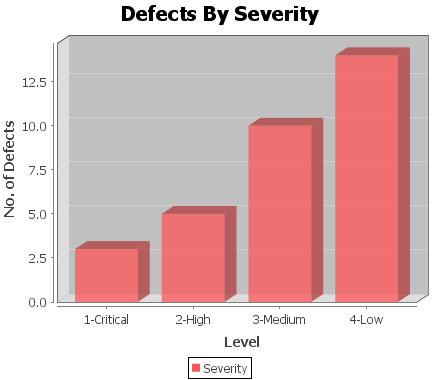 Defects By Severity
No. of Defects
12.5
10.0
7.5
5.0
2.5
0.0
1-Critical 2-High 3-Medium 4-Low
Level
Severity